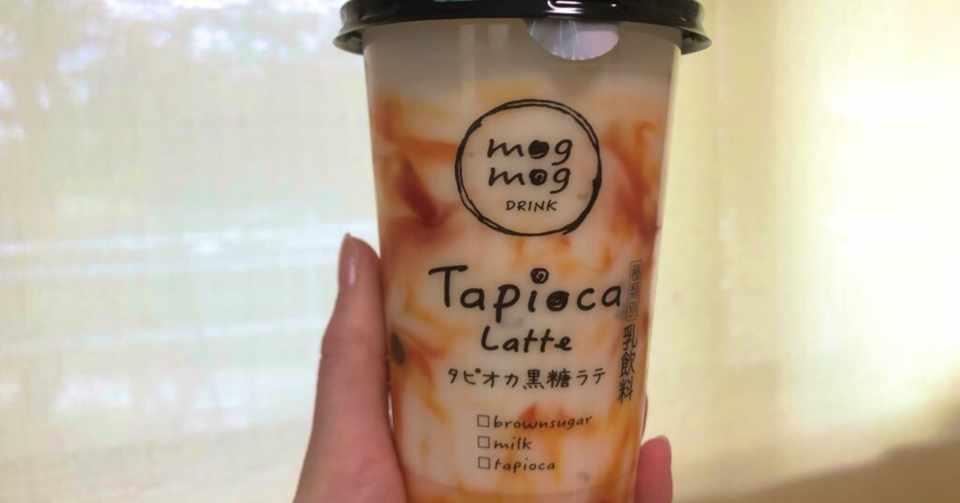 mog
mog
DRINK
Tapioca
Latte
タピオカ黒糖ラテ
□brownsugar
□milk
□tapioca
乳飲料